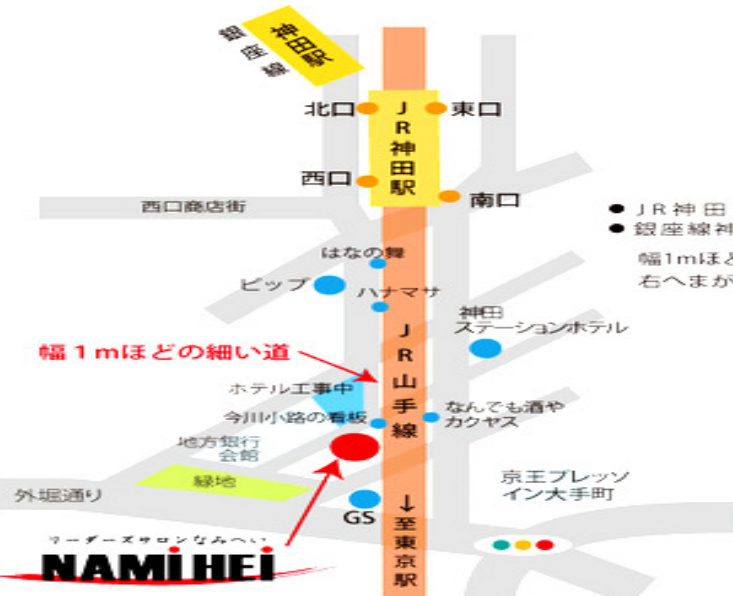 神田駅
銀座線
北口
JR神田駅
東口
西口
南口
西口商店街
●JR神田
●銀座線神
幅1mほど
右へまが
はなの舞
ピップ
ハナマサ
神田
ステーションホテル
JR山手線
幅1mほどの細い道
ホテル工事中
なんでも酒や
カクヤス
今川小路の看板
地方銀行
会館
緑地
京王プレッソ
イン大手町
外堀通り
GS
↓至東京駅
リーダーズサロンなみへい
NAMIHEI